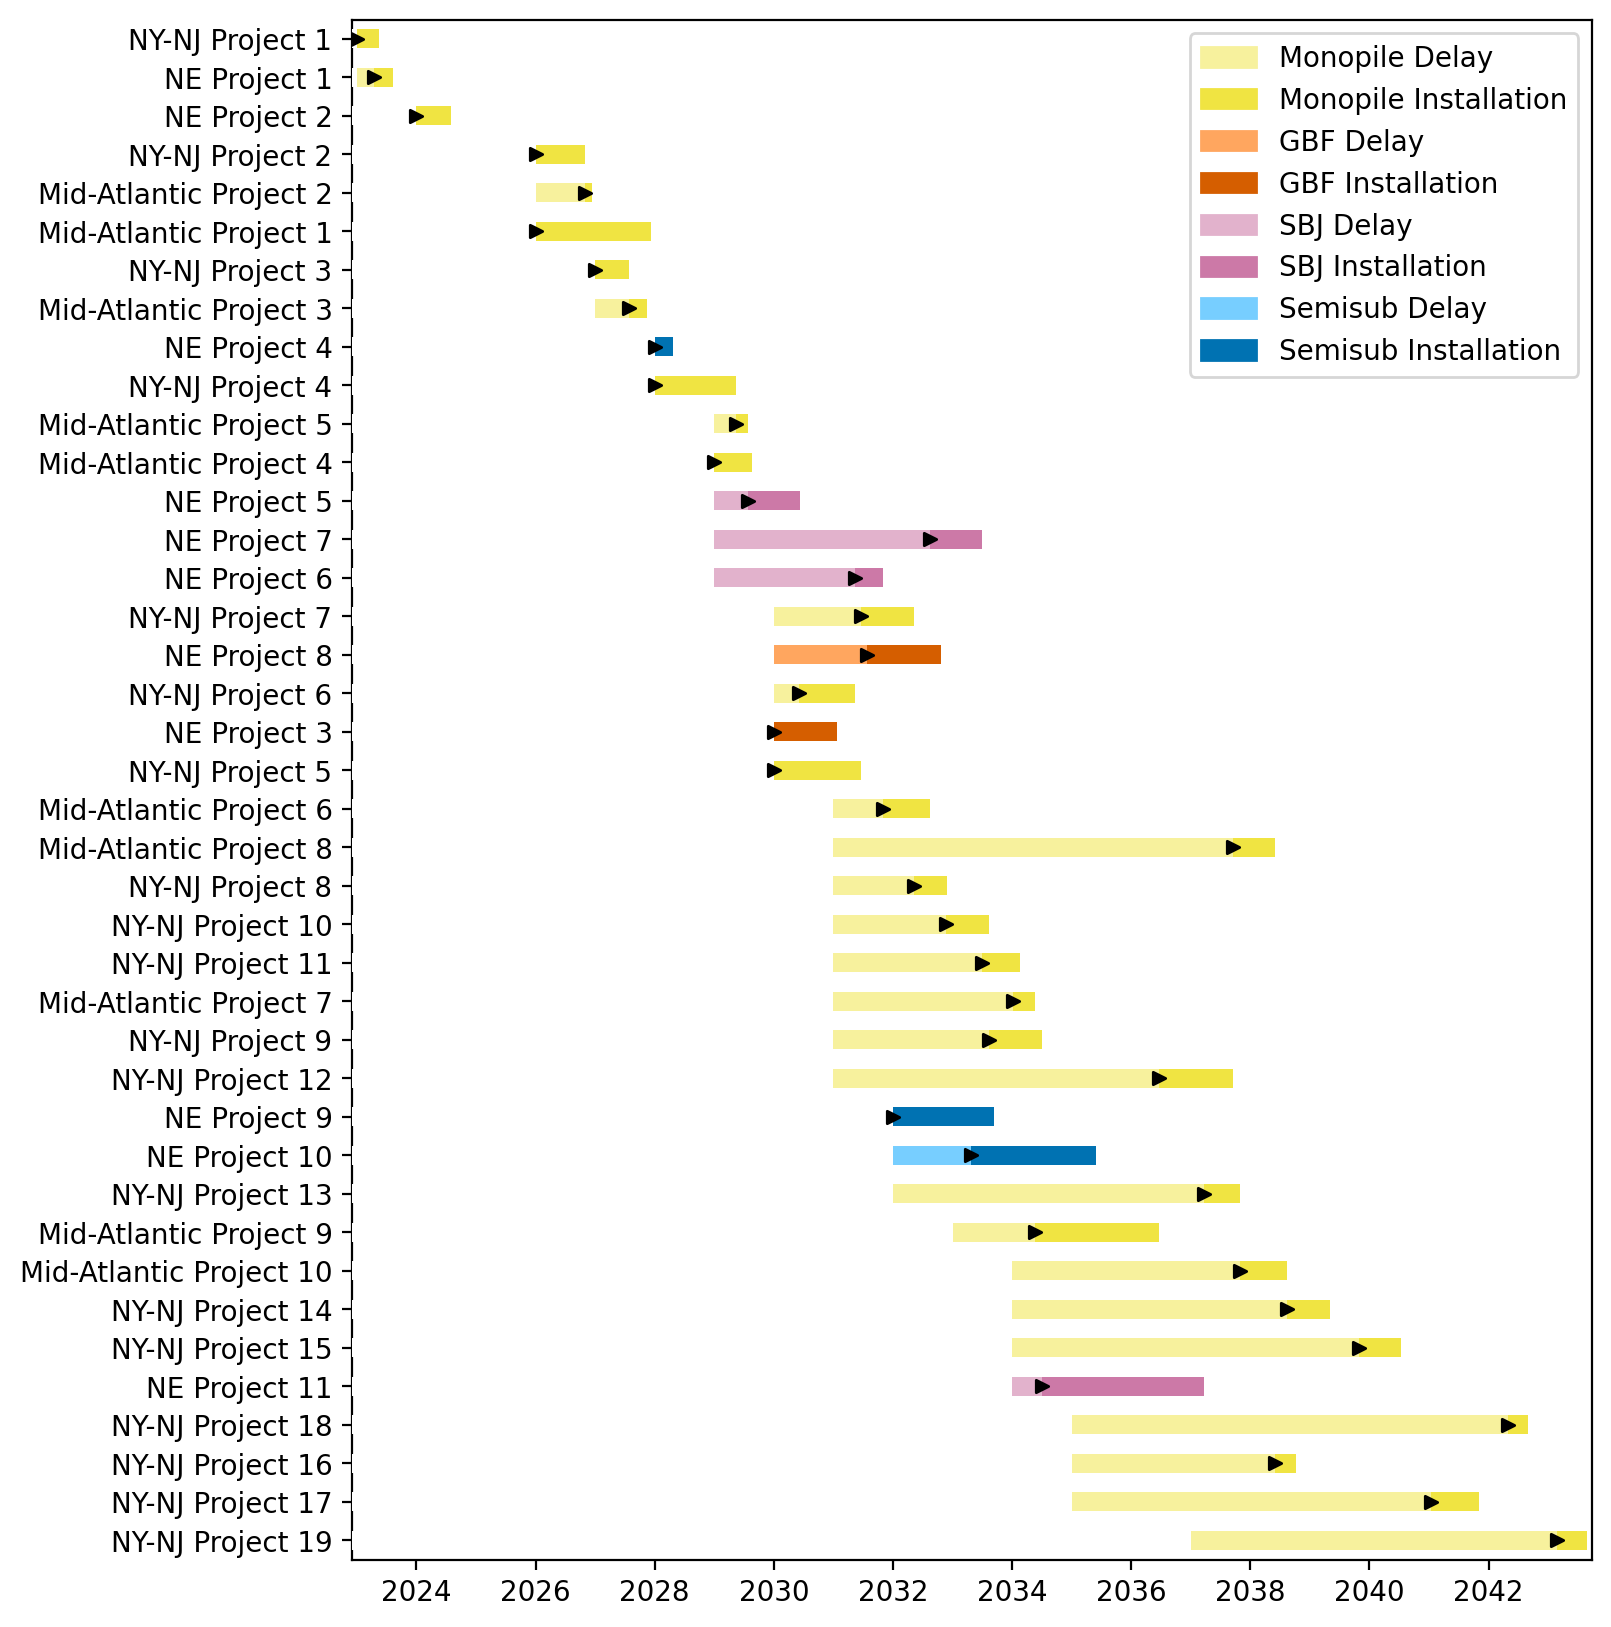 NY-NJ Project 1
NE Project 1
NE Project 2
NY-NJ Project 2
Mid-Atlantic Project 2
Mid-Atlantic Project 1
NY-NJ Project 3
Mid-Atlantic Project 3
NE Project 4
NY-NJ Project 4
Mid-Atlantic Project 5
Mid-Atlantic Project 4
NE Project 5
NE Project 7
NE Project 6
NY-NJ Project 7
NE Project 8
NY-NJ Project 6
NE Project 3
NY-NJ Project 5
Mid-Atlantic Project 6
Mid-Atlantic Project 8
NY-NJ Project 8
NY-NJ Project 10
NY-NJ Project 11
Mid-Atlantic Project 7
NY-NJ Project 9
NY-NJ Project 12
NE Project 9
NE Project 10
NY-NJ Project 13
Mid-Atlantic Project 9
Mid-Atlantic Project 10
NY-NJ Project 14
NY-NJ Project 15
NE Project 11
NY-NJ Project 18
NY-NJ Project 16
NY-NJ Project 17
NY-NJ Project 19
Monopile Delay
Monopile Installation
GBF Delay
GBF Installation
SBJ Delay
SBJ Installation
Semisub Delay
Semisub Installation
2024 2026 2028 2030 2032 2034 2036 2038 2040 2042